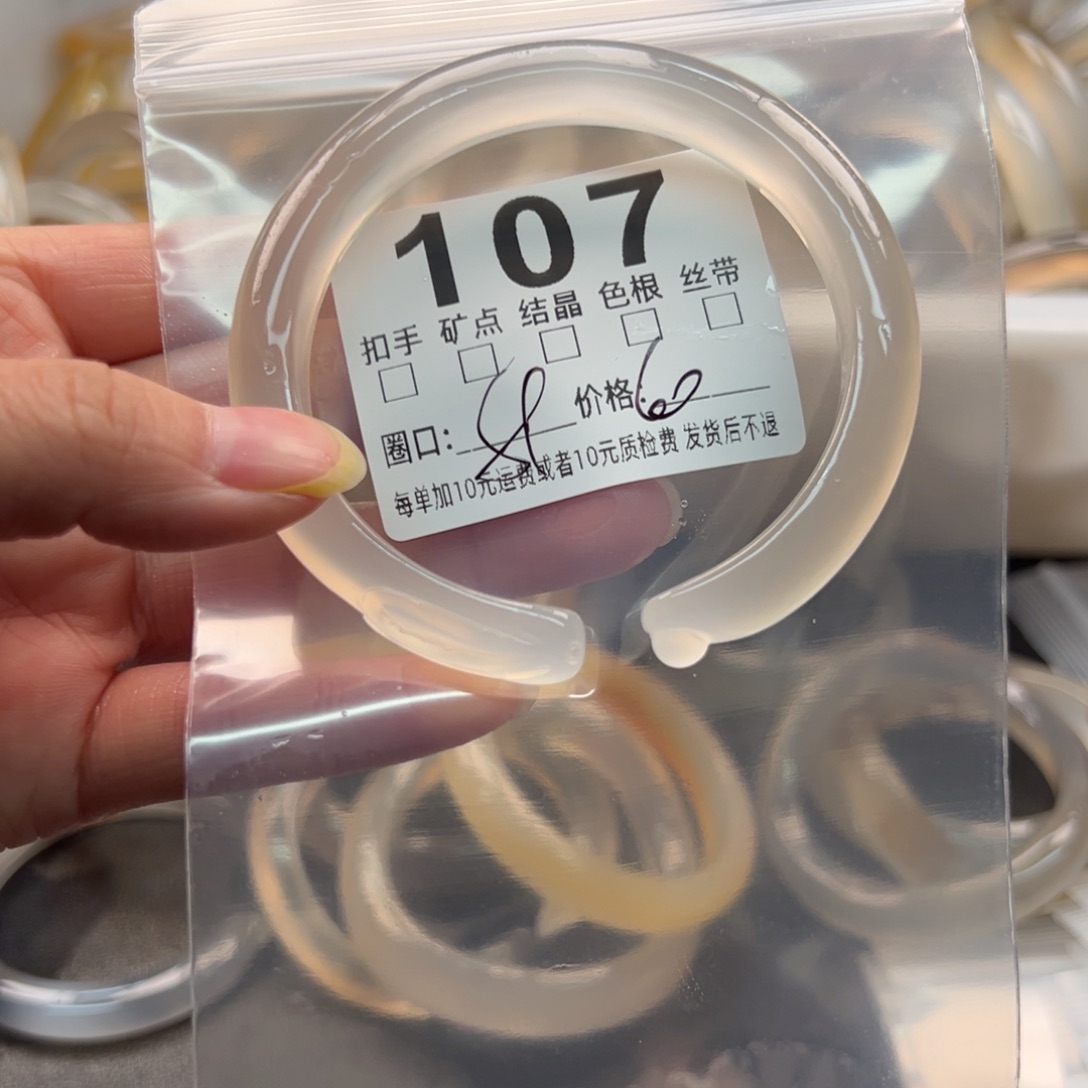 107
扣手 矿点 结晶 色根 丝带
圈口: 价格: 6
每单加10元运费或者10元质检费 发货后不退